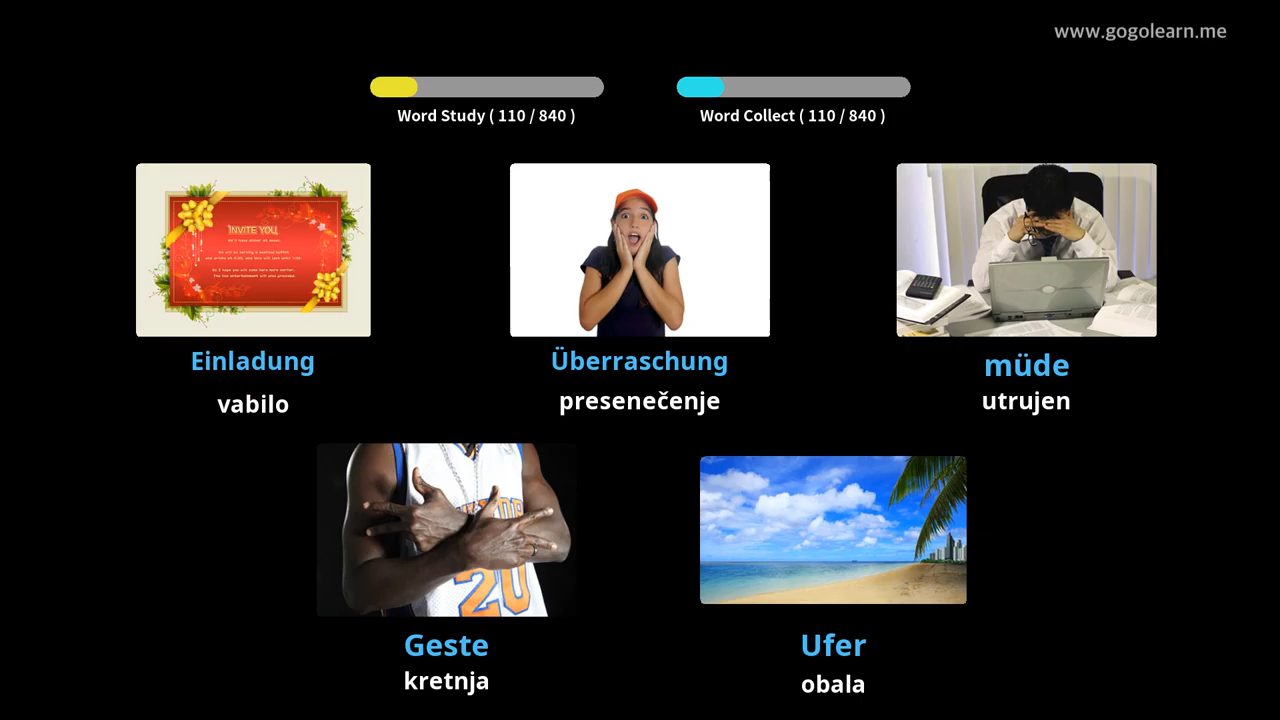 www.gogolearn.me
Word Study ( 110 / 840 )
Word Collect ( 110 / 840 )
INVITE YOU
Einladung
vabilo
Überraschung
presenečenje
müde
utrujen
20
Geste
kretnja
Ufer
obala